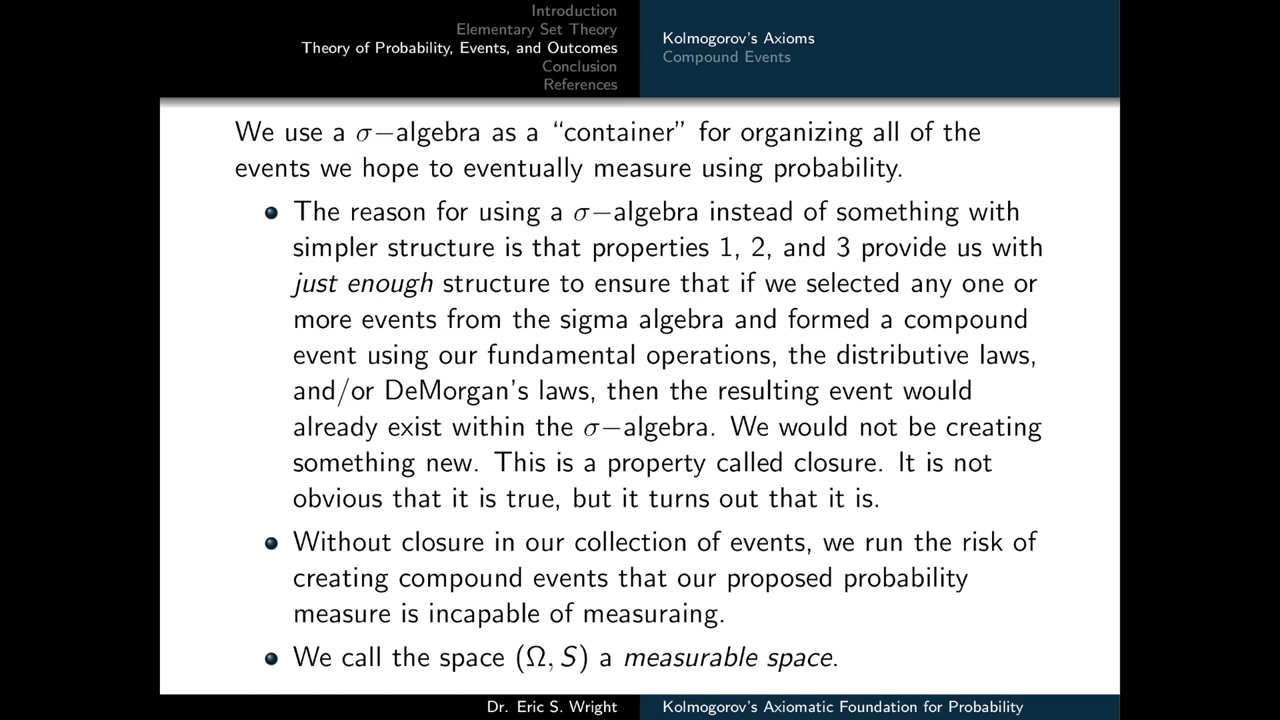 Introduction
Elementary Set Theory
Theory of Probability, Events, and Outcomes
Conclusion
References
Kolmogorov's Axioms
Compound Events
We use a σ−algebra as a “container” for organizing all of the
events we hope to eventually measure using probability.
The reason for using a σ−algebra instead of something with
simpler structure is that properties 1, 2, and 3 provide us with
just enough structure to ensure that if we selected any one or
more events from the sigma algebra and formed a compound
event using our fundamental operations, the distributive laws,
and/or DeMorgan's laws, then the resulting event would
already exist within the σ−algebra. We would not be creating
something new. This is a property called closure. It is not
obvious that it is true, but it turns out that it is.
Without closure in our collection of events, we run the risk of
creating compound events that our proposed probability
measure is incapable of measuraing.
We call the space (Ω, S) a measurable space.
Dr. Eric S. Wright
Kolmogorov's Axiomatic Foundation for Probability